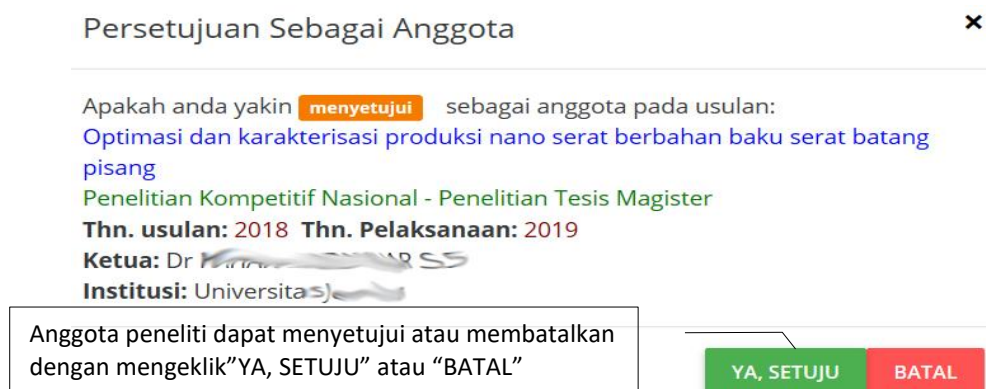 Persetujuan Sebagai Anggota ×
Apakah anda yakin menyetujui sebagai anggota pada usulan:
Optimasi dan karakterisasi produksi nano serat berbahan baku serat batang
pisang
Penelitian Kompetitif Nasional - Penelitian Tesis Magister
Thn. usulan: 2018 Thn. Pelaksanaan: 2019
Ketua: Dr
Institusi: Universitas
Anggota peneliti dapat menyetujui atau membatalkan
dengan mengeklik”YA, SETUJU” atau “BATAL”
YA, SETUJU BATAL